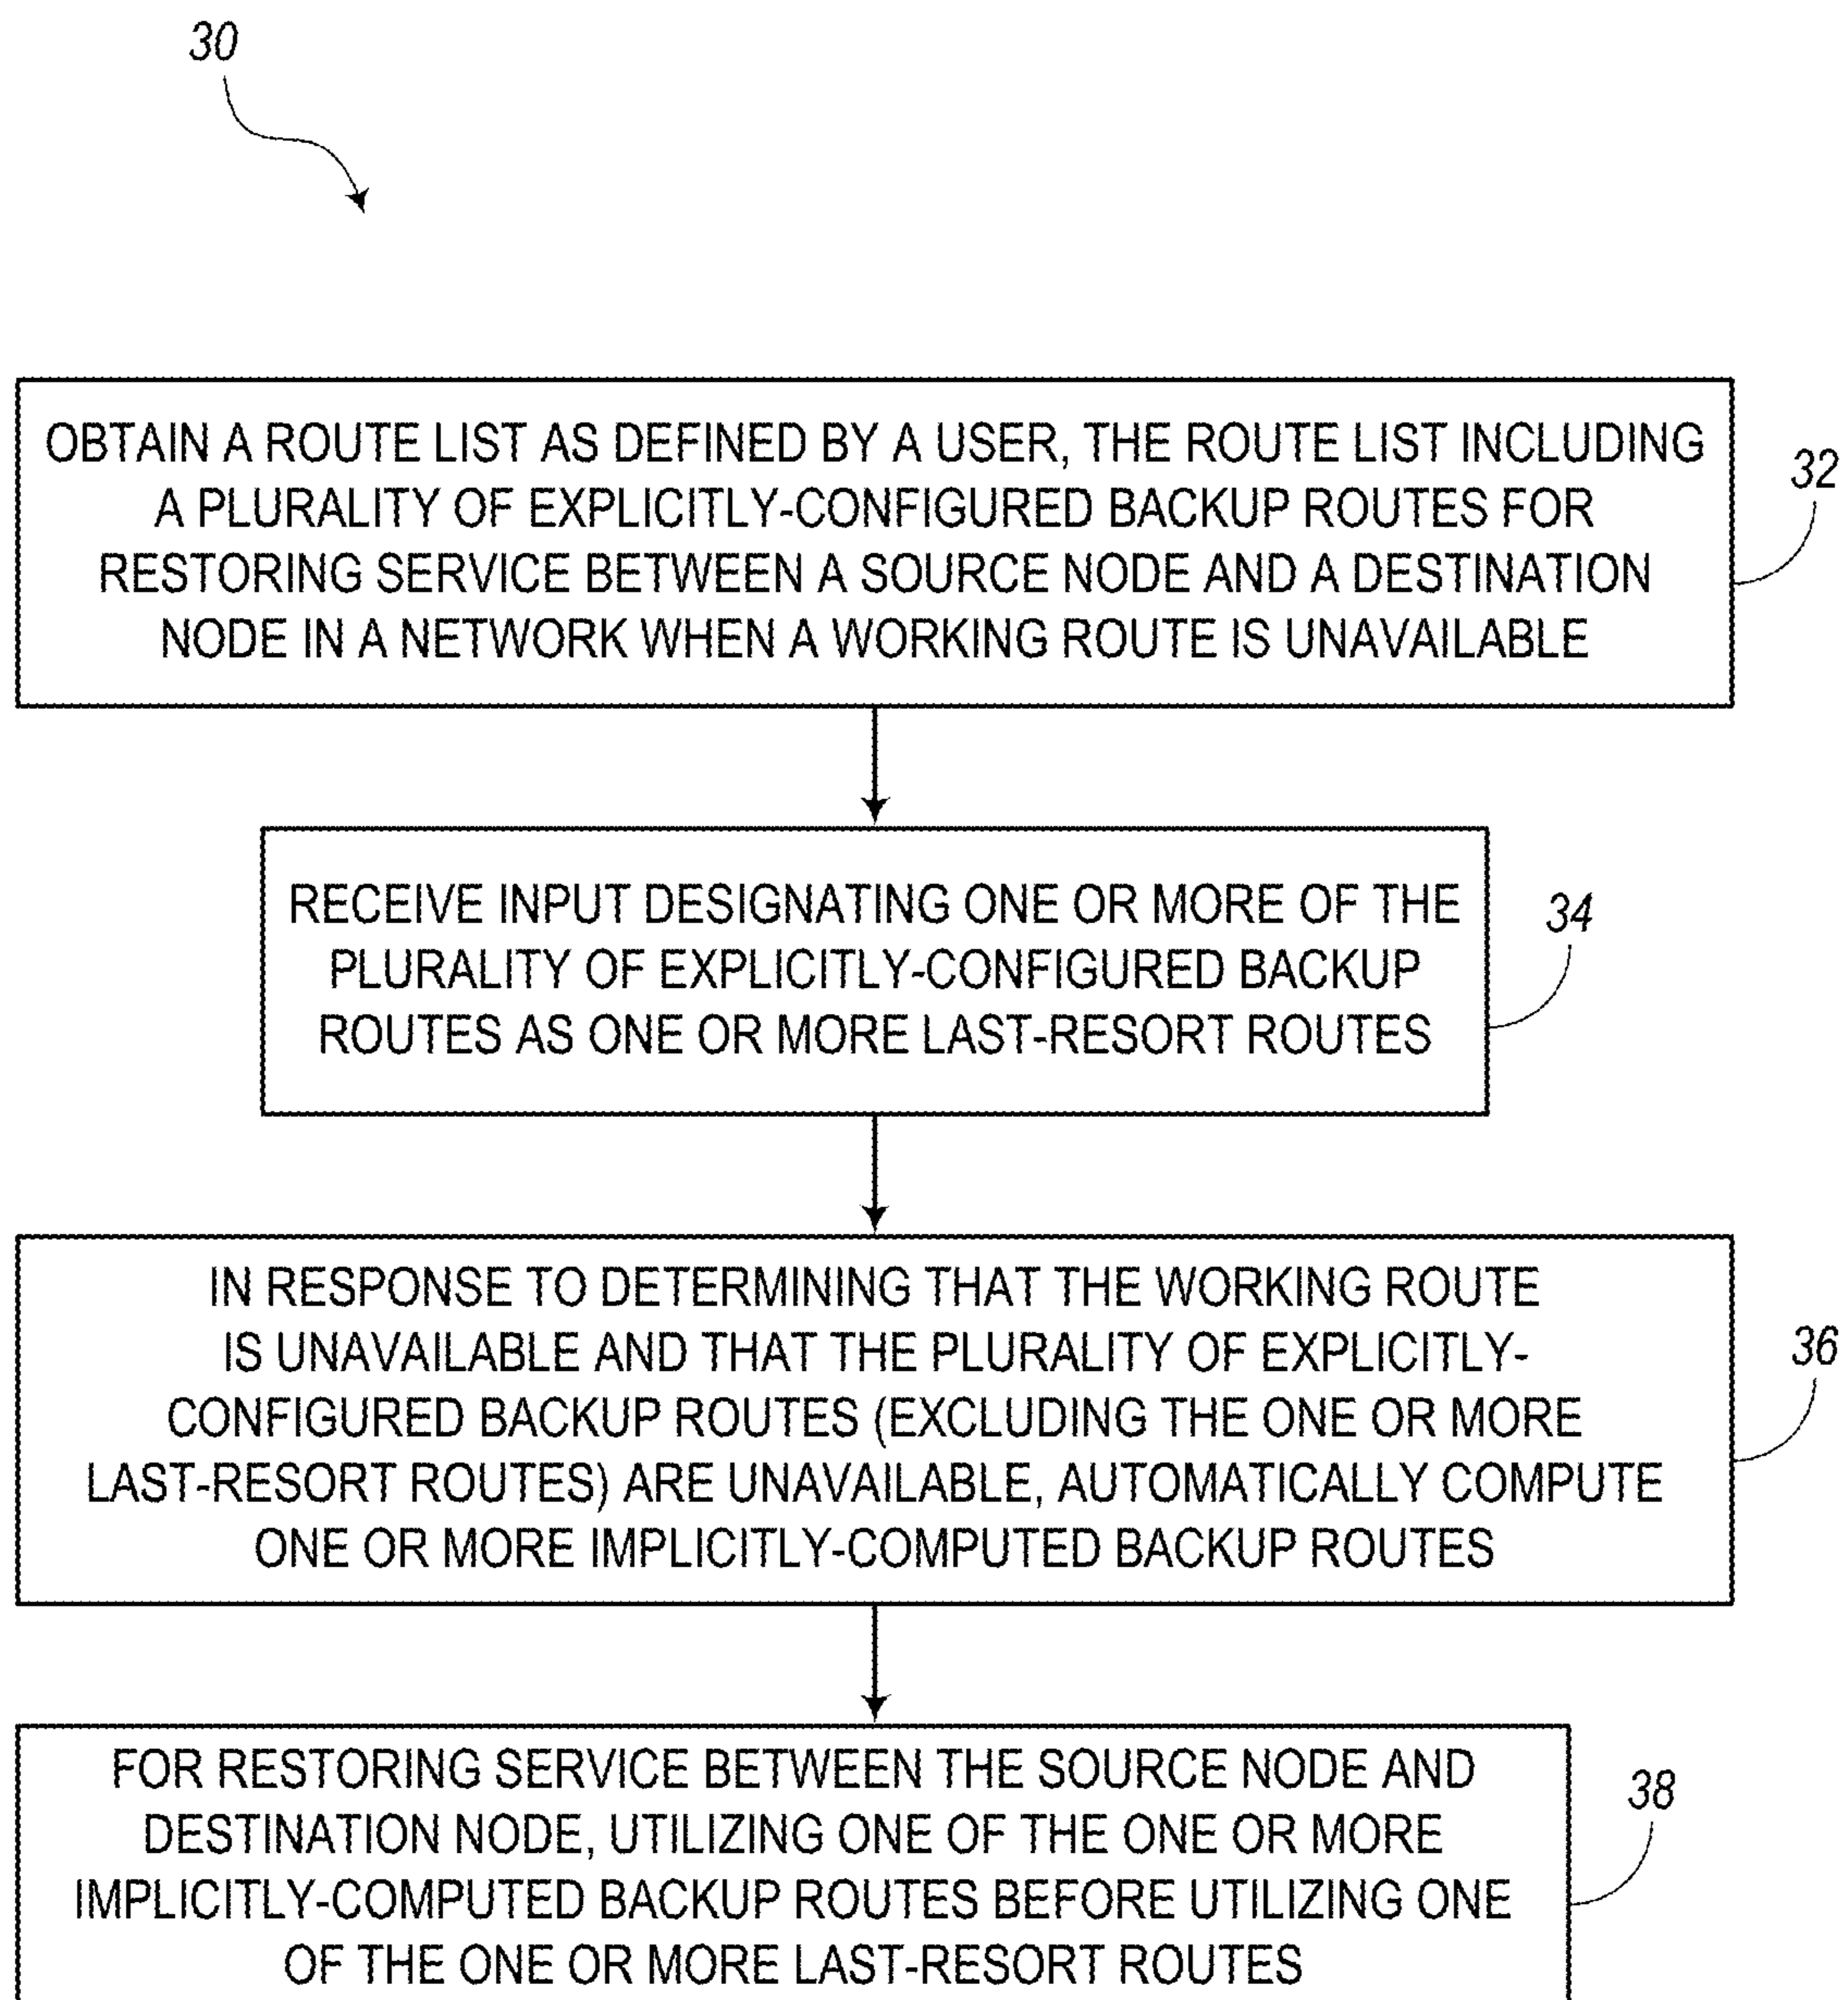 30
OBTAIN A ROUTE LIST AS DEFINED BY A USER, THE ROUTE LIST INCLUDING
A PLURALITY OF EXPLICITLY-CONFIGURED BACKUP ROUTES FOR
RESTORING SERVICE BETWEEN A SOURCE NODE AND A DESTINATION
NODE IN A NETWORK WHEN A WORKING ROUTE IS UNAVAILABLE
32
RECEIVE INPUT DESIGNATING ONE OR MORE OF THE
PLURALITY OF EXPLICITLY-CONFIGURED BACKUP
ROUTES AS ONE OR MORE LAST-RESORT ROUTES
34
IN RESPONSE TO DETERMINING THAT THE WORKING ROUTE
IS UNAVAILABLE AND THAT THE PLURALITY OF EXPLICITLY-
CONFIGURED BACKUP ROUTES (EXCLUDING THE ONE OR MORE
LAST-RESORT ROUTES) ARE UNAVAILABLE, AUTOMATICALLY COMPUTE
ONE OR MORE IMPLICITLY-COMPUTED BACKUP ROUTES
36
FOR RESTORING SERVICE BETWEEN THE SOURCE NODE AND
DESTINATION NODE, UTILIZING ONE OF THE ONE OR MORE
IMPLICITLY-COMPUTED BACKUP ROUTES BEFORE UTILIZING ONE
OF THE ONE OR MORE LAST-RESORT ROUTES
38